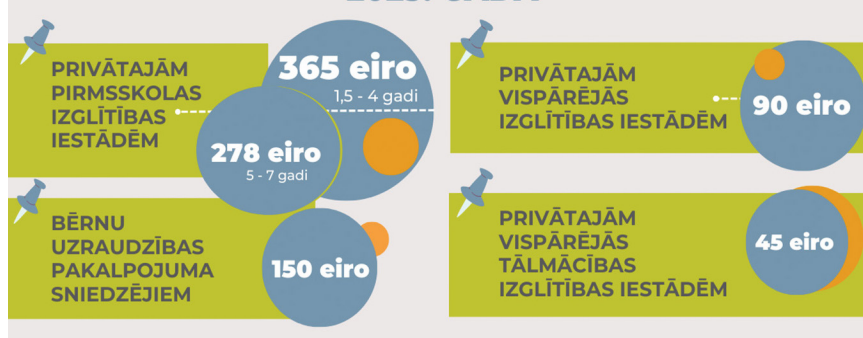 PRIVĀTAJĀM
PIRMSSKOLAS
IZGLĪTĪBAS
IESTĀDĒM
365 eiro
1,5 - 4 gadi
278 eiro
5 - 7 gadi
BĒRNU
UZRAUDZĪBAS
PAKALPOJUMA
SNIEDZĒJIEM
150 eiro
PRIVĀTAJĀM
VISPĀRĒJĀS
IZGLĪTĪBAS IESTĀDĒM
90 eiro
PRIVĀTAJĀM
VISPĀRĒJĀS
TĀLMĀCĪBAS
IZGLĪTĪBAS IESTĀDĒM
45 eiro